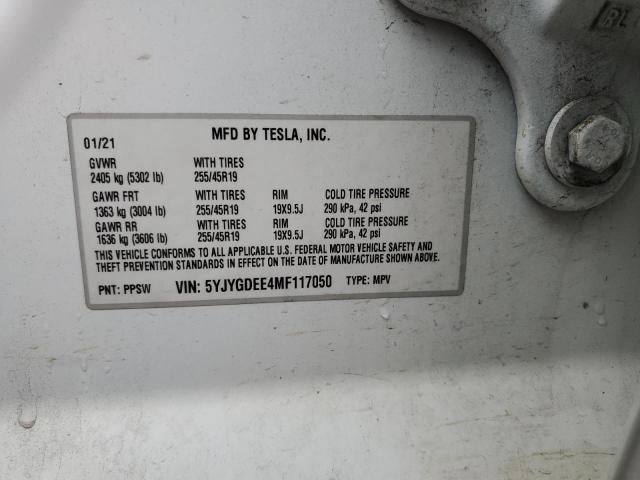 RL
MFD BY TESLA, INC.
01/21
GVWR WITH TIRES
2405 kg (5302 lb) 255/45R19
GAWR FRT WITH TIRES RIM COLD TIRE PRESSURE
1363 kg (3004 lb) 255/45R19 19X9.5J 290 kPa, 42 psi
GAWR RR WITH TIRES RIM COLD TIRE PRESSURE
1636 kg (3606 lb) 255/45R19 19X9.5J 290 kPa, 42 psi
THIS VEHICLE CONFORMS TO ALL APPLICABLE U.S. FEDERAL MOTOR VEHICLE SAFETY AND
THEFT PREVENTION STANDARDS IN EFFECT ON THE DATE OF MANUFACTURE SHOWN ABOVE.
PNT: PPSW VIN: 5YJYGDEE4MF117050 TYPE: MPV